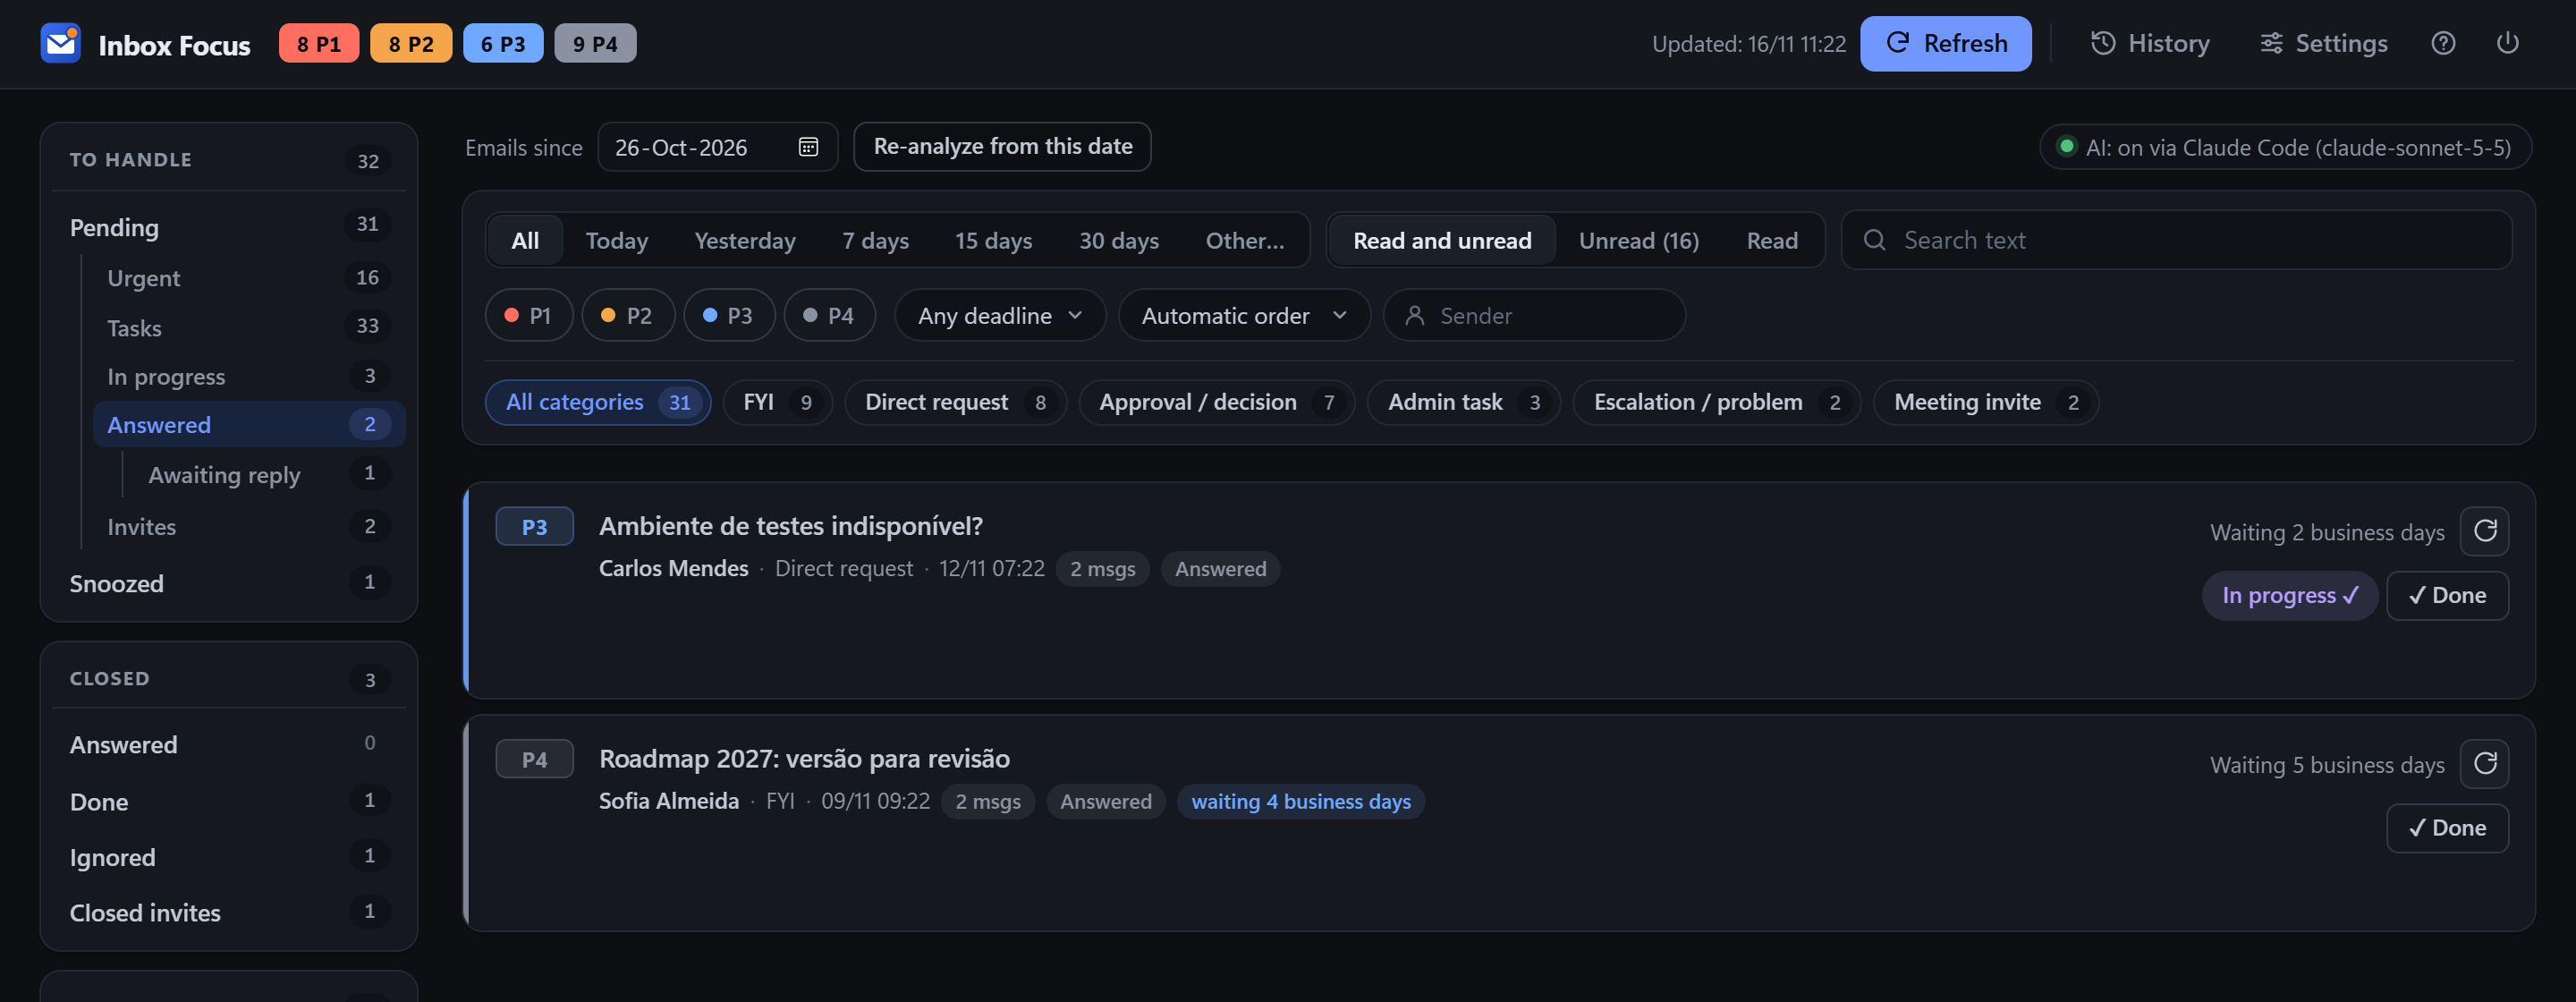 Inbox Focus 8 P1 8 P2 6 P3 9 P4 Updated: 16/11 11:22 Refresh History Settings
TO HANDLE 32
Pending 31
Urgent 16
Tasks 33
In progress 3
Answered 2
Awaiting reply 1
Invites 2
Snoozed 1
CLOSED 3
Answered 0
Done 1
Ignored 1
Closed invites 1
Emails since 26-Oct-2026 Re-analyze from this date AI: on via Claude Code (claude-sonnet-5-5)
All Today Yesterday 7 days 15 days 30 days Other... Read and unread Unread (16) Read Search text
P1 P2 P3 P4 Any deadline Automatic order Sender
All categories 31 FYI 9 Direct request 8 Approval / decision 7 Admin task 3 Escalation / problem 2 Meeting invite 2
P3 Ambiente de testes indisponível? Waiting 2 business days
Carlos Mendes · Direct request · 12/11 07:22 2 msgs Answered
In progress ✓ ✓ Done
P4 Roadmap 2027: versão para revisão Waiting 5 business days
Sofia Almeida · FYI · 09/11 09:22 2 msgs Answered waiting 4 business days
✓ Done